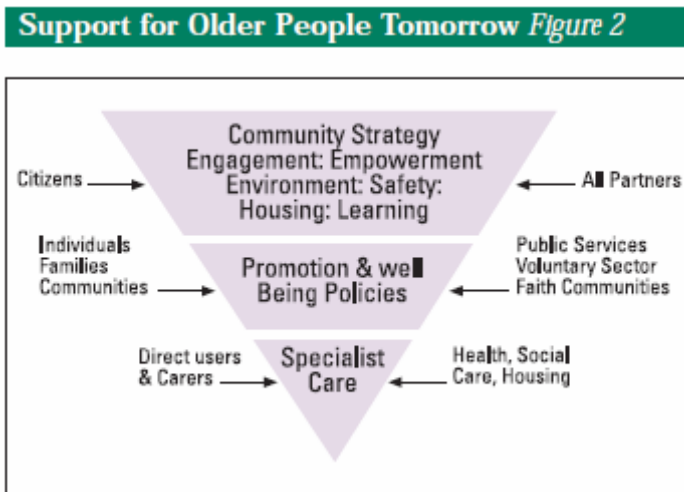 Support for Older People Tomorrow Figure 2
Community Strategy
Engagement: Empowerment
Environment: Safety:
Housing: Learning
Citizens
All Partners
Individuals
Families
Communities
Promotion & well
Being Policies
Public Services
Voluntary Sector
Faith Communities
Direct users
& Carers
Specialist
Care
Health, Social
Care, Housing